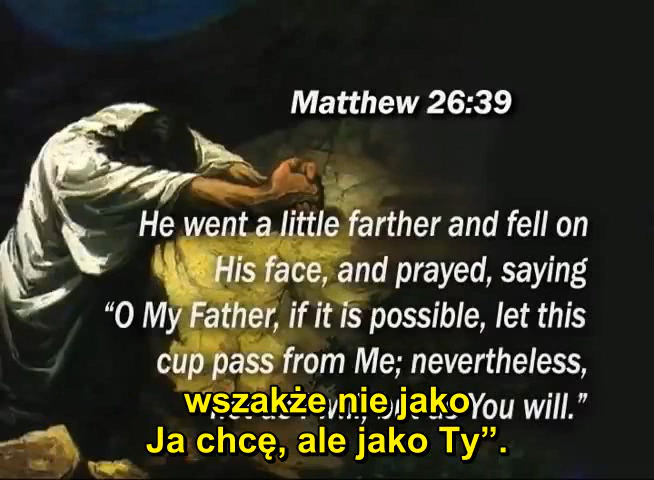 Matthew 26:39
He went a little farther and fell on
His face, and prayed, saying
“O My Father, if it is possible, let this
cup pass from Me; nevertheless,
You will.”
wszakże nie jako
Ja chcę, ale jako Ty”.